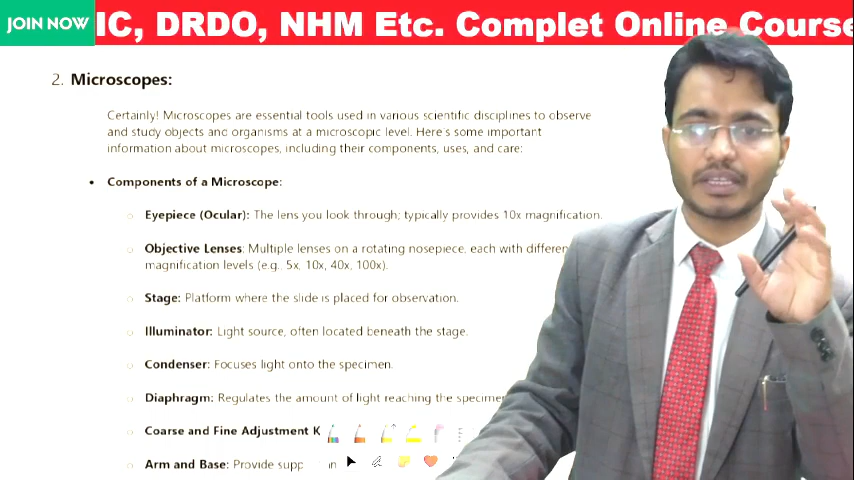 JOIN NOW
IC, DRDO, NHM Etc. Complet Online Course
2. Microscopes:
Certainly! Microscopes are essential tools used in various scientific disciplines to observe
and study objects and organisms at a microscopic level. Here's some important
information about microscopes, including their components, uses, and care:
• Components of a Microscope:
○ Eyepiece (Ocular): The lens you look through; typically provides 10x magnification.
○ Objective Lenses: Multiple lenses on a rotating nosepiece, each with differen
magnification levels (e.g., 5x, 10x, 40x, 100x).
○ Stage: Platform where the slide is placed for observation.
○ Illuminator: Light source, often located beneath the stage.
○ Condenser: Focuses light onto the specimen.
○ Diaphragm: Regulates the amount of light reaching the specimen
○ Coarse and Fine Adjustment K
○ Arm and Base: Provide supp